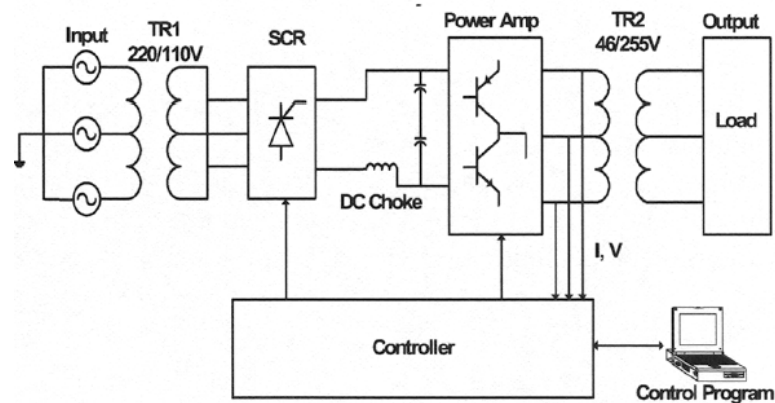 Input
TR1
220/110V
SCR
Power Amp
TR2
46/255V
Output
Load
DC Choke
I, V
Controller
Control Program